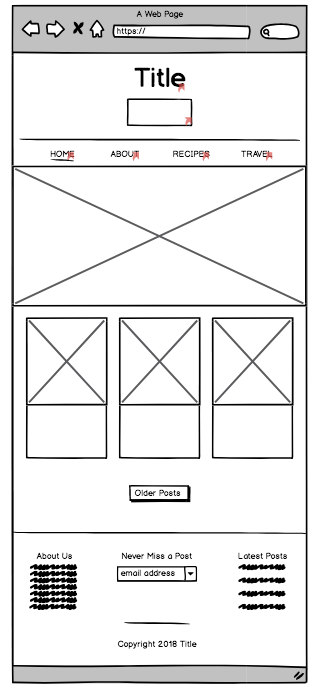 A Web Page
https://
Title
HOME ABOUT RECIPES TRAVEL
Older Posts
About Us Never Miss a Post Latest Posts
email address
Copyright 2018 Title